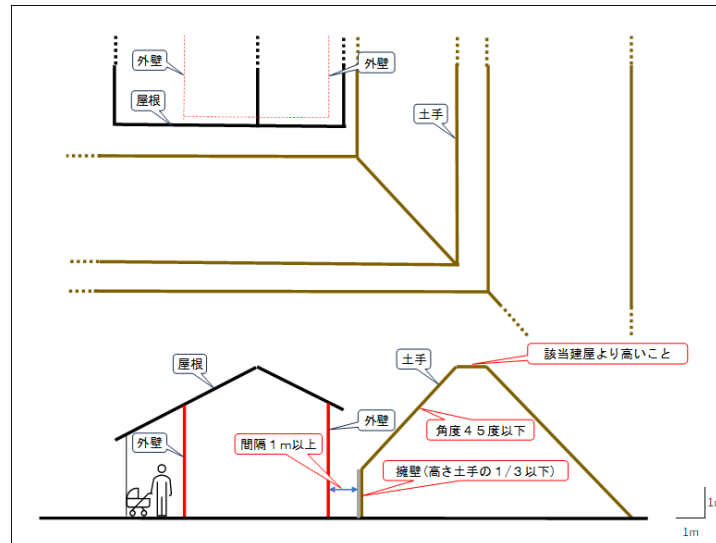 外壁
外壁
屋根
土手
屋根
土手
該当建屋より高いこと
外壁
角度45度以下
外壁
間隔1m以上
擁壁(高さ土手の1/3以下)
1m